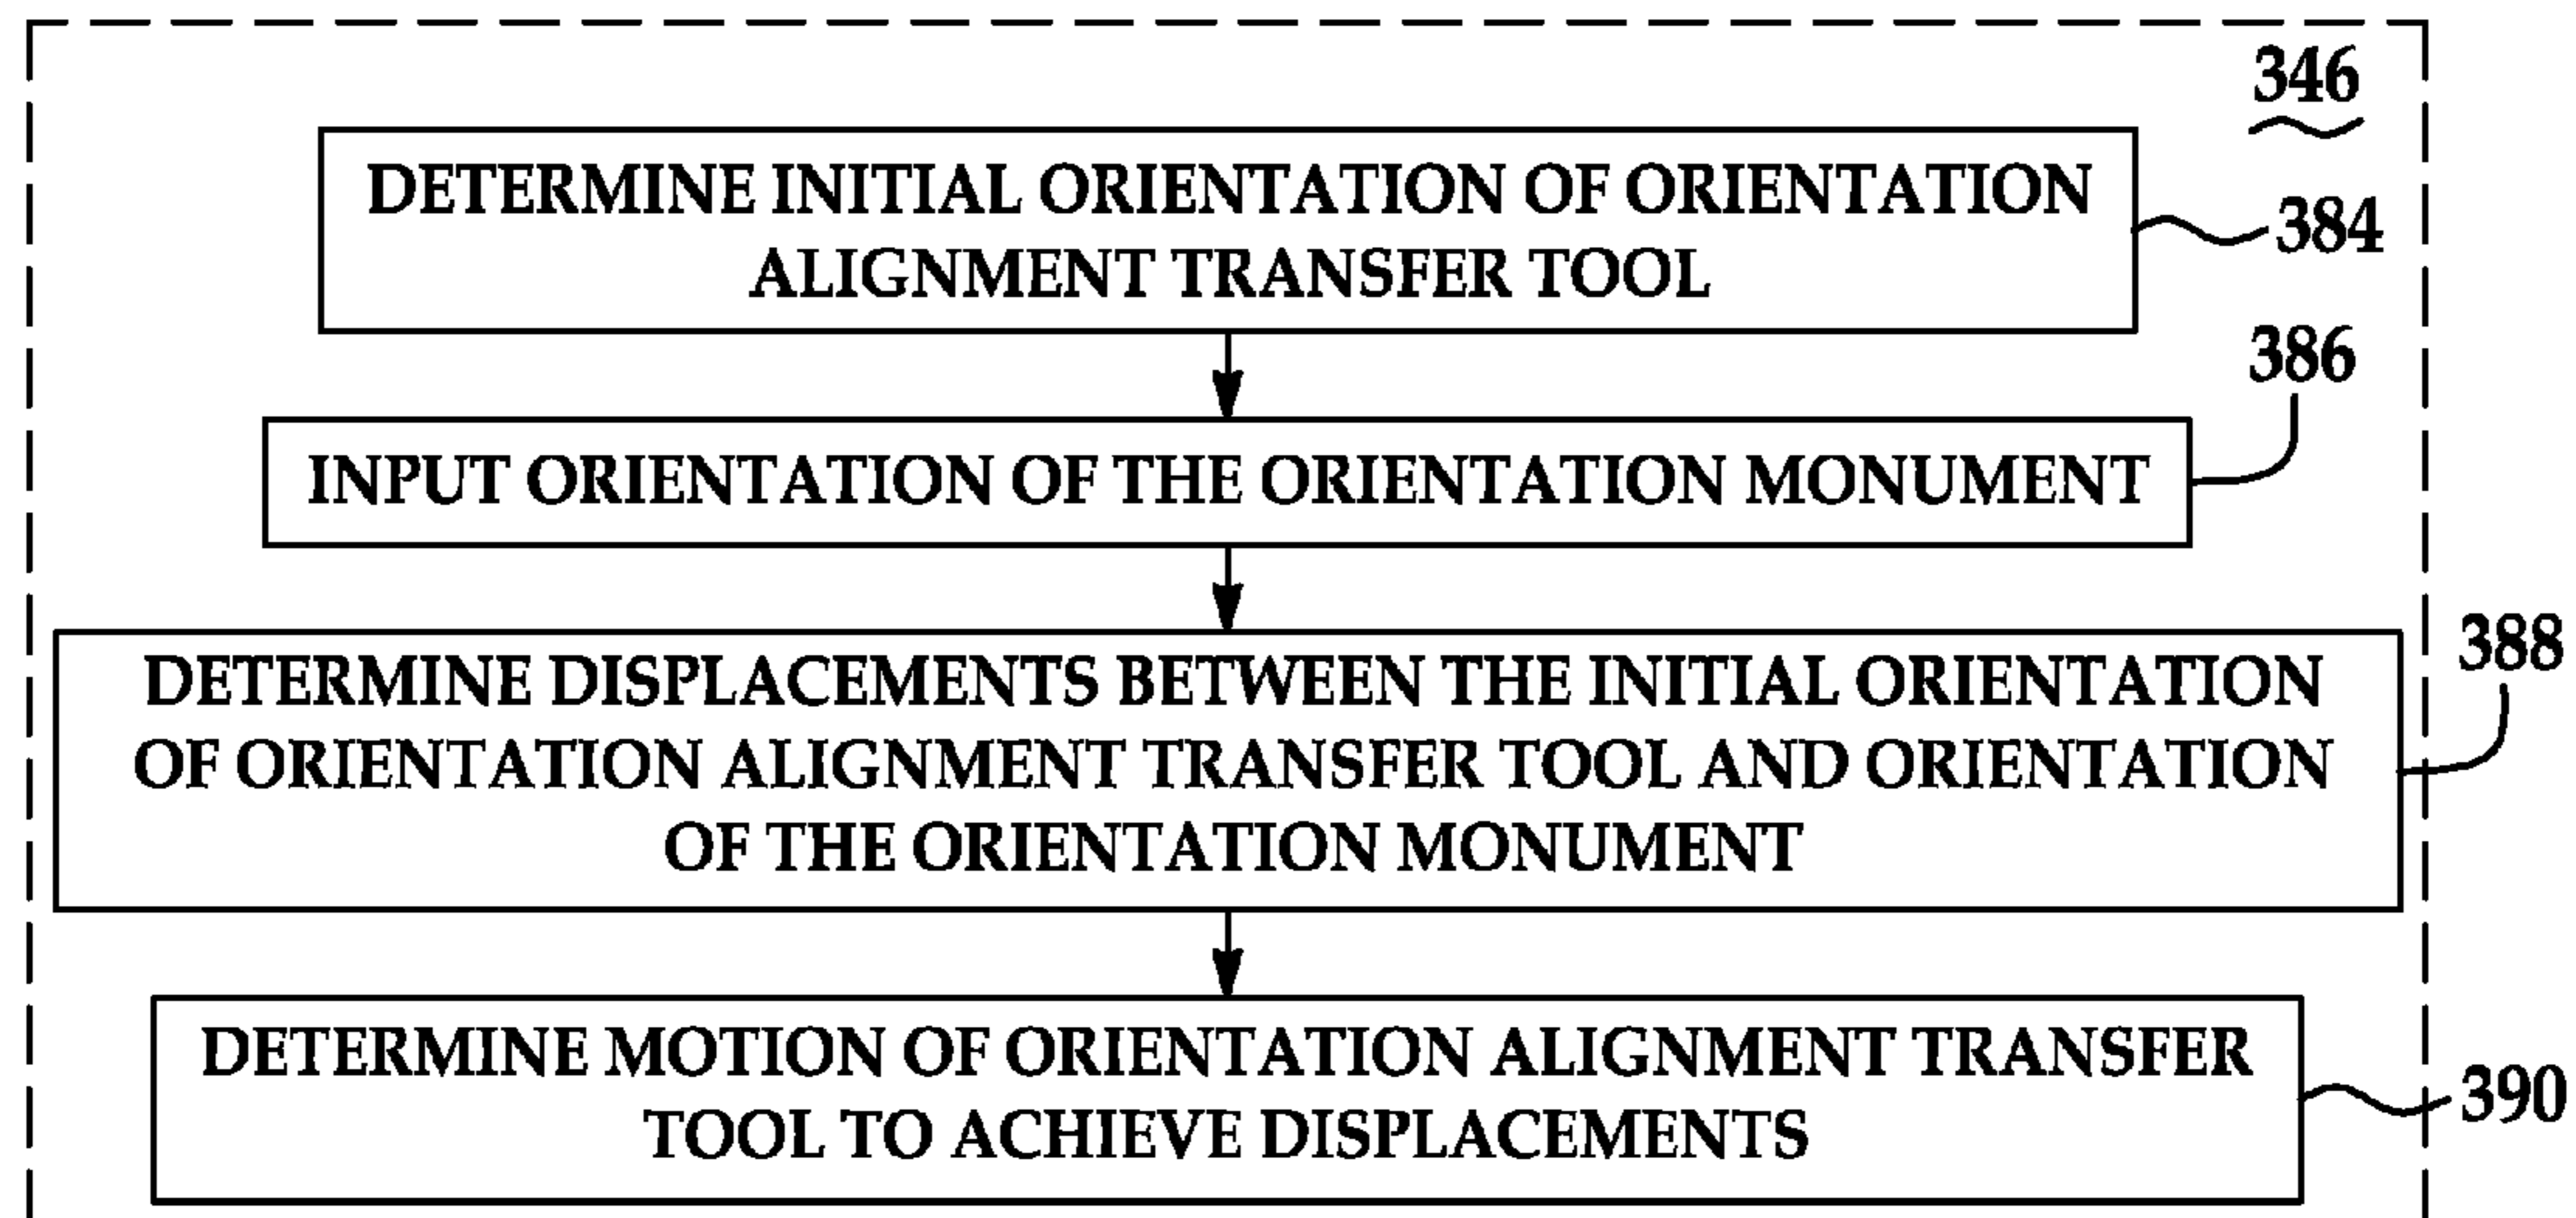 346
DETERMINE INITIAL ORIENTATION OF ORIENTATION
ALIGNMENT TRANSFER TOOL
384
386
INPUT ORIENTATION OF THE ORIENTATION MONUMENT
388
DETERMINE DISPLACEMENTS BETWEEN THE INITIAL ORIENTATION
OF ORIENTATION ALIGNMENT TRANSFER TOOL AND ORIENTATION
OF THE ORIENTATION MONUMENT
DETERMINE MOTION OF ORIENTATION ALIGNMENT TRANSFER
TOOL TO ACHIEVE DISPLACEMENTS
390